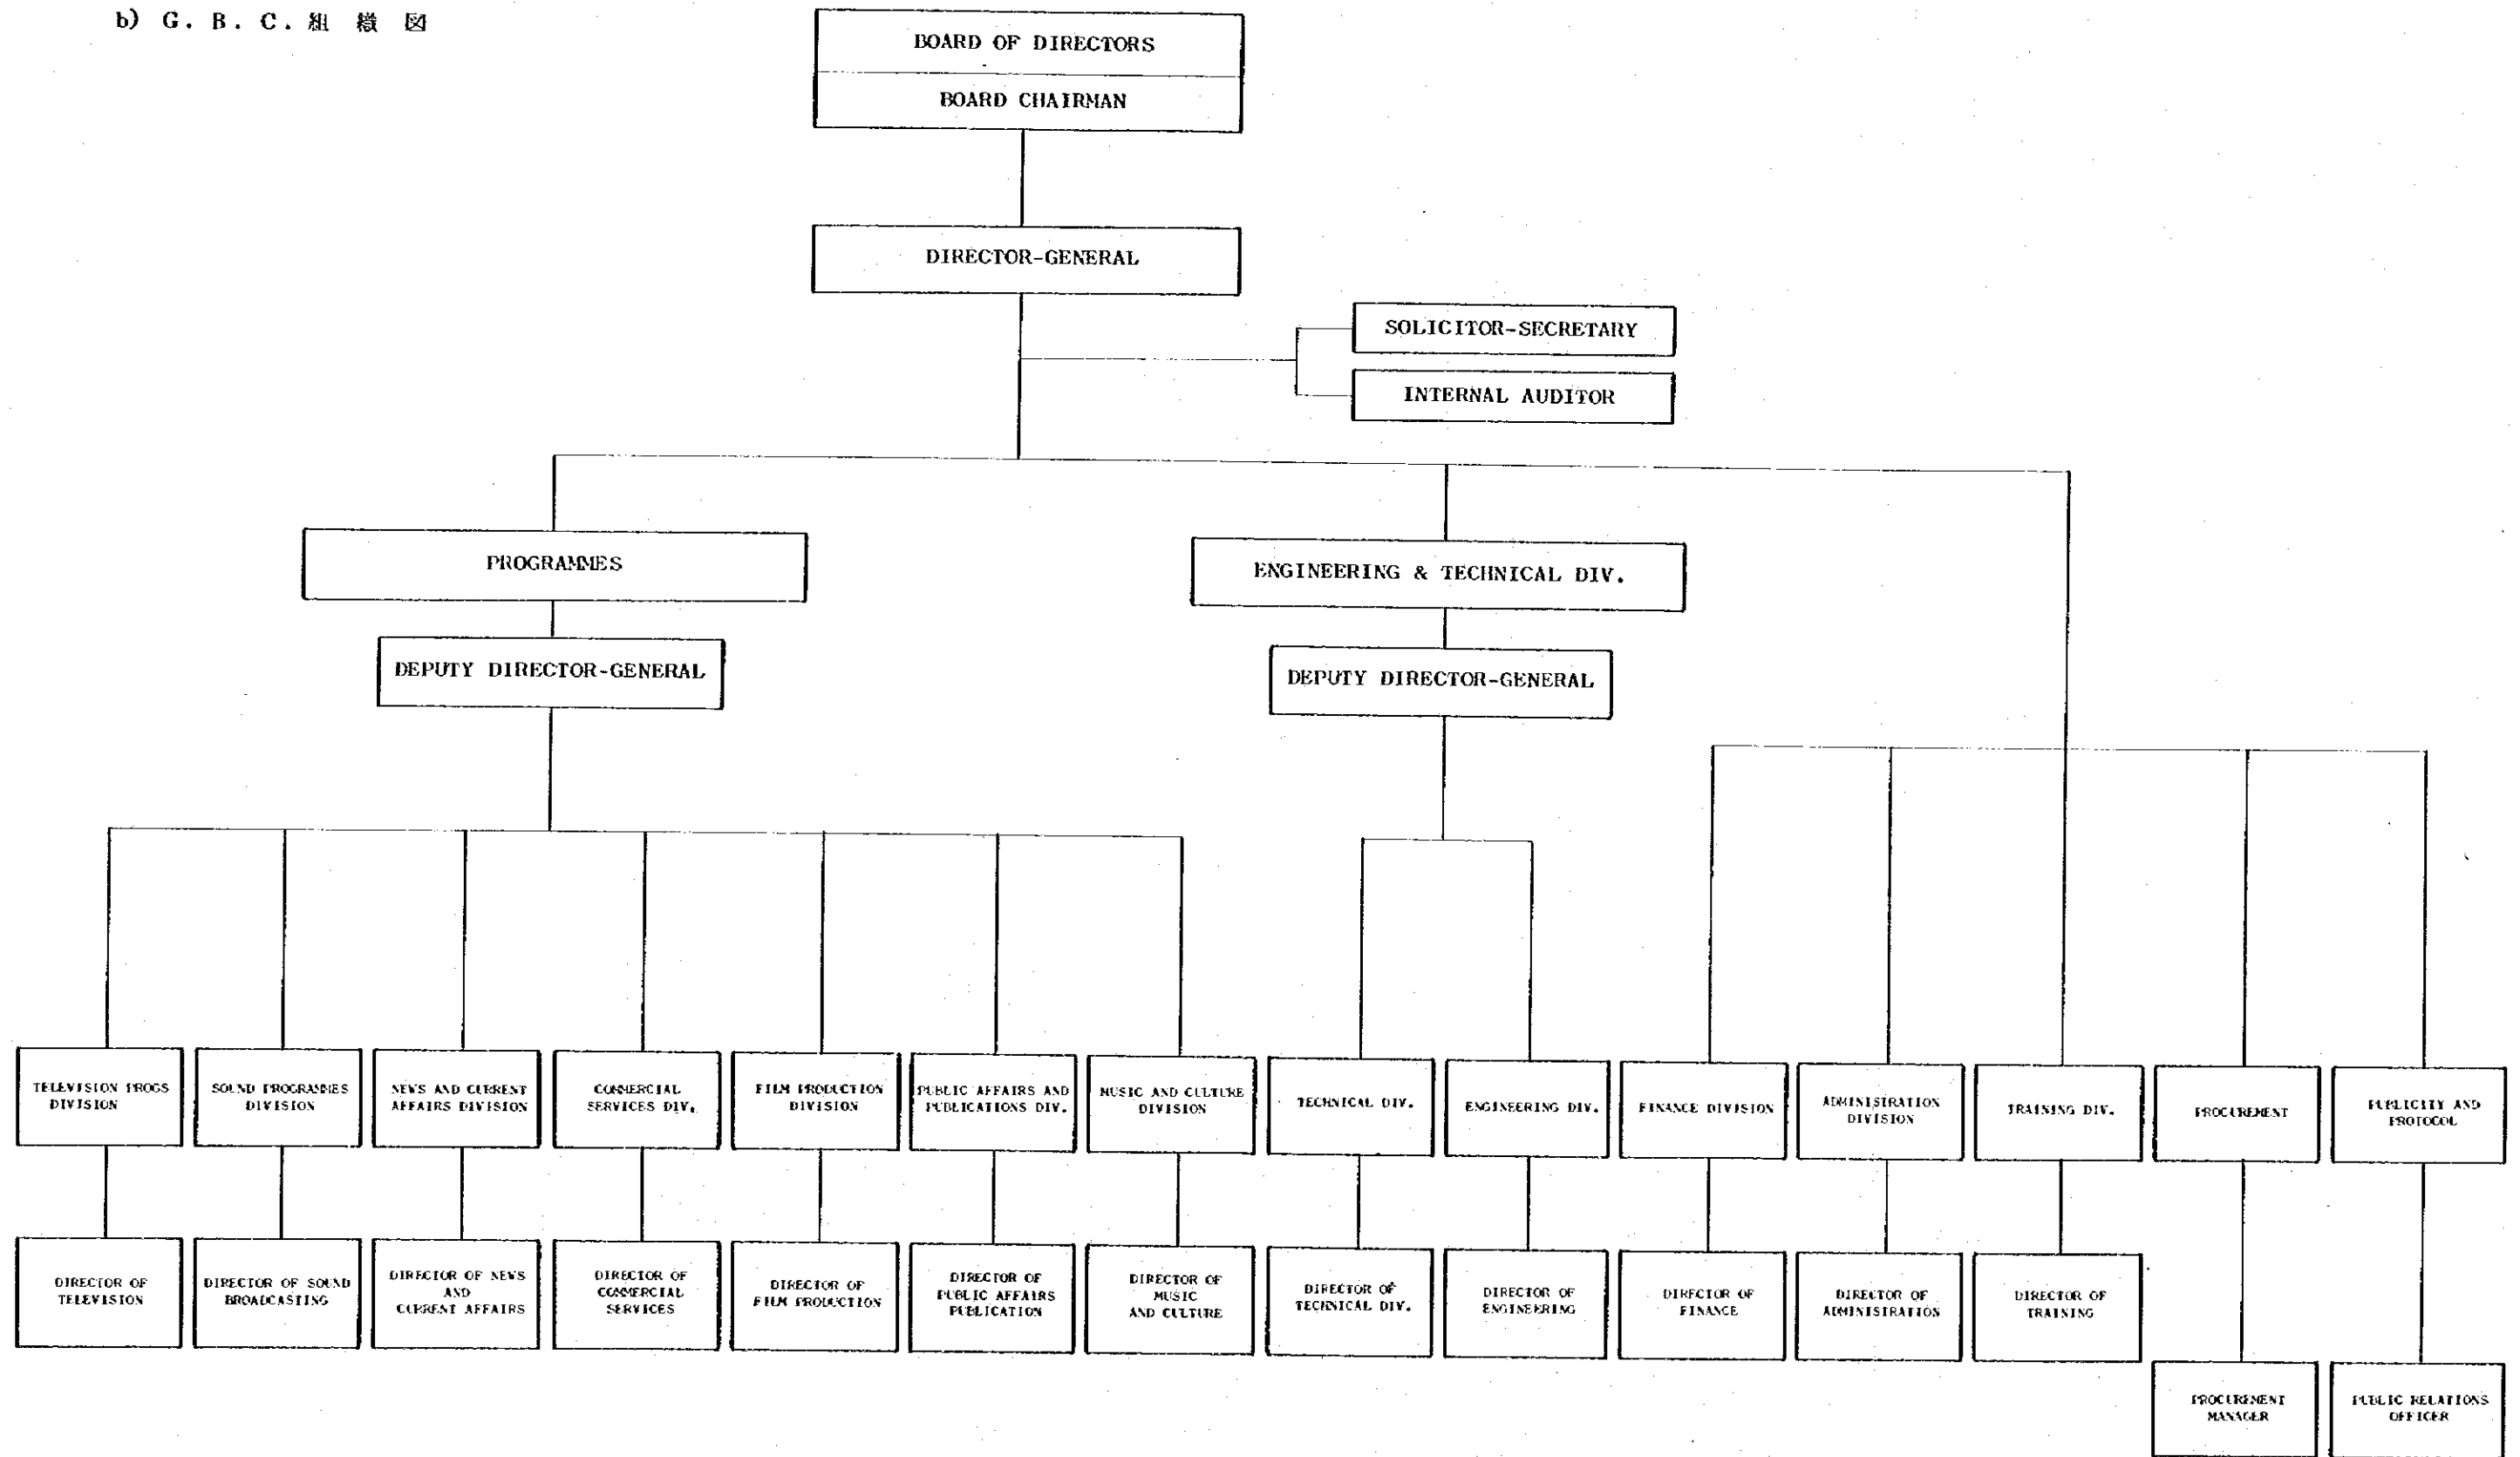 b) G. B. C. 組 織 図
BOARD OF DIRECTORS
BOARD CHAIRMAN
DIRECTOR-GENERAL
SOLICITOR-SECRETARY
INTERNAL AUDITOR
PROGRAMMES
ENGINEERING & TECHNICAL DIV.
DEPUTY DIRECTOR-GENERAL
DEPUTY DIRECTOR-GENERAL
TELEVISION PROGS
DIVISION
SOUND PROGRAMMES
DIVISION
NEWS AND CURRENT
AFFAIRS DIVISION
COMMERCIAL
SERVICES DIV.
FILM PRODUCTION
DIVISION
PUBLIC AFFAIRS AND
PUBLICATIONS DIV.
MUSIC AND CULTURE
DIVISION
TECHNICAL DIV.
ENGINEERING DIV.
FINANCE DIVISION
ADMINISTRATION
DIVISION
TRAINING DIV.
PROCUREMENT
PUBLICITY AND
PROTOCOL
DIRECTOR OF
TELEVISION
DIRECTOR OF SOUND
BROADCASTING
DIRECTOR OF NEWS
AND
CURRENT AFFAIRS
DIRECTOR OF
COMMERCIAL
SERVICES
DIRECTOR OF
FILM PRODUCTION
DIRECTOR OF
PUBLIC AFFAIRS
PUBLICATION
DIRECTOR OF
MUSIC
AND CULTURE
DIRECTOR OF
TECHNICAL DIV.
DIRECTOR OF
ENGINEERING
DIRECTOR OF
FINANCE
DIRECTOR OF
ADMINISTRATION
DIRECTOR OF
TRAINING
PROCUREMENT
MANAGER
PUBLIC RELATIONS
OFFICER